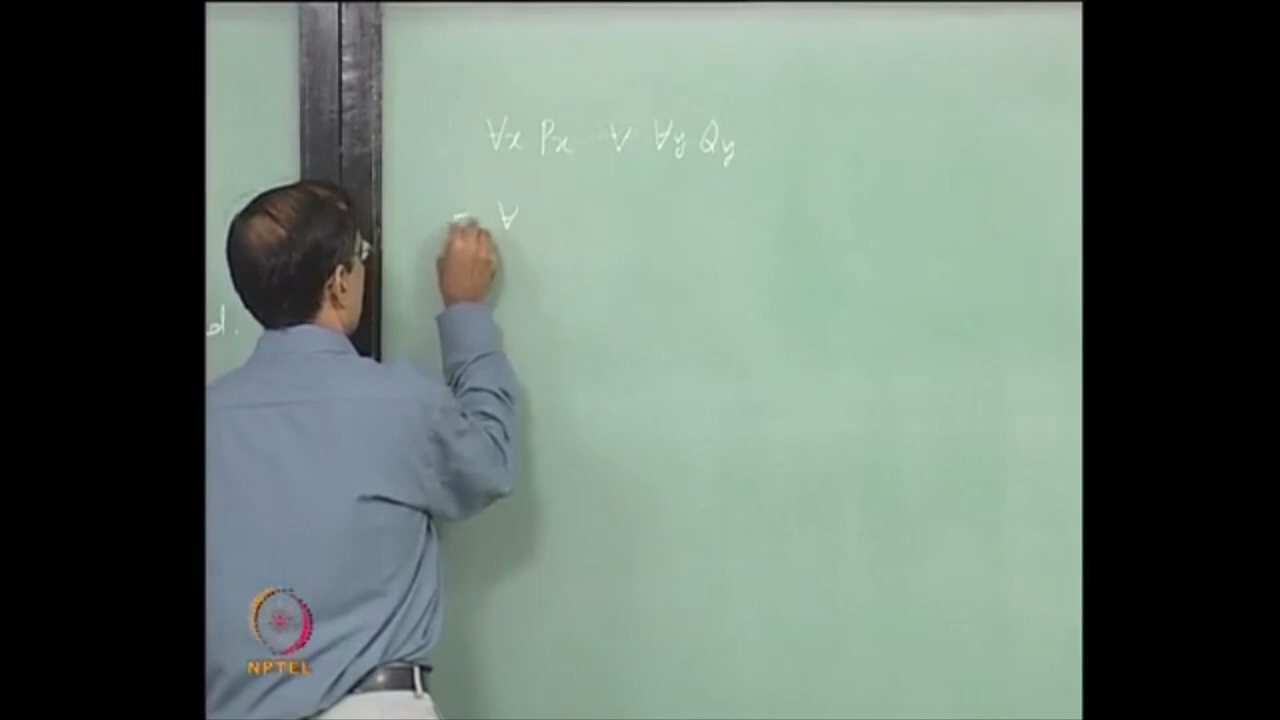 ∀x Px ∨ ∀y Qy
= ∀
d.
NPTEL